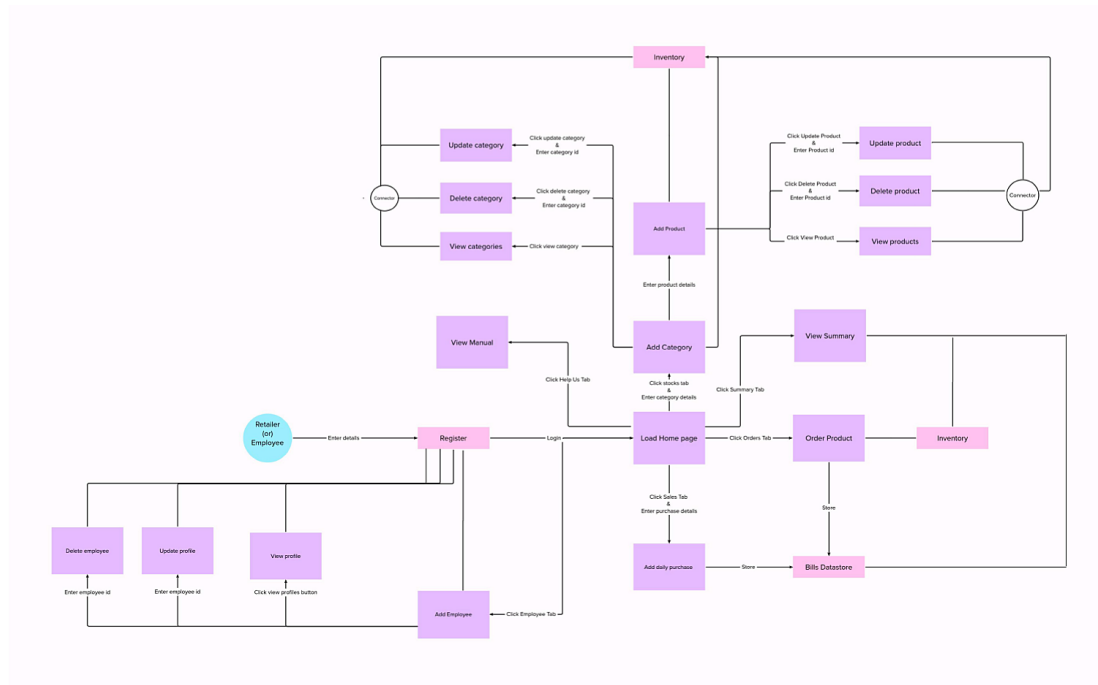 Inventory
Update category
Click update category
&
Enter category id
Click Update Product
&
Enter Product id
Update product
Connector
Delete category
Click delete category
&
Enter category id
Click Delete Product
&
Enter Product id
Delete product
Connector
View categories
Click view category
Add Product
Click View Product
View products
Enter product details
View Manual
Add Category
View Summary
Click Help Us Tab
Click stocks tab
&
Enter category details
Click Summary Tab
Retailer
(or)
Employee
Enter details
Register
Login
Load Home page
Click Orders Tab
Order Product
Inventory
Click Sales Tab
&
Enter purchase details
Store
Delete employee
Update profile
View profile
Add daily purchase
Store
Bills Datastore
Enter employee id
Enter employee id
Click view profiles button
Add Employee
Click Employee Tab